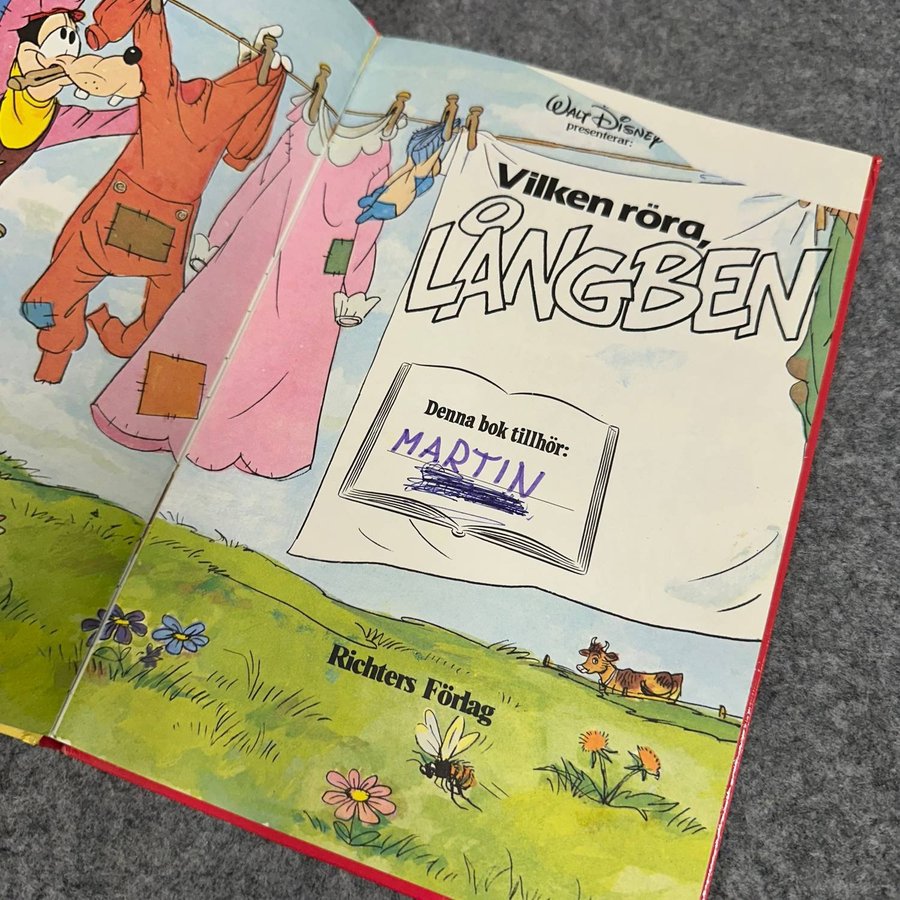 WALT DISNEY
presenterar:
Vilken röra,
LÅNGBEN
Denna bok tillhör:
MARTIN
Richters Förlag